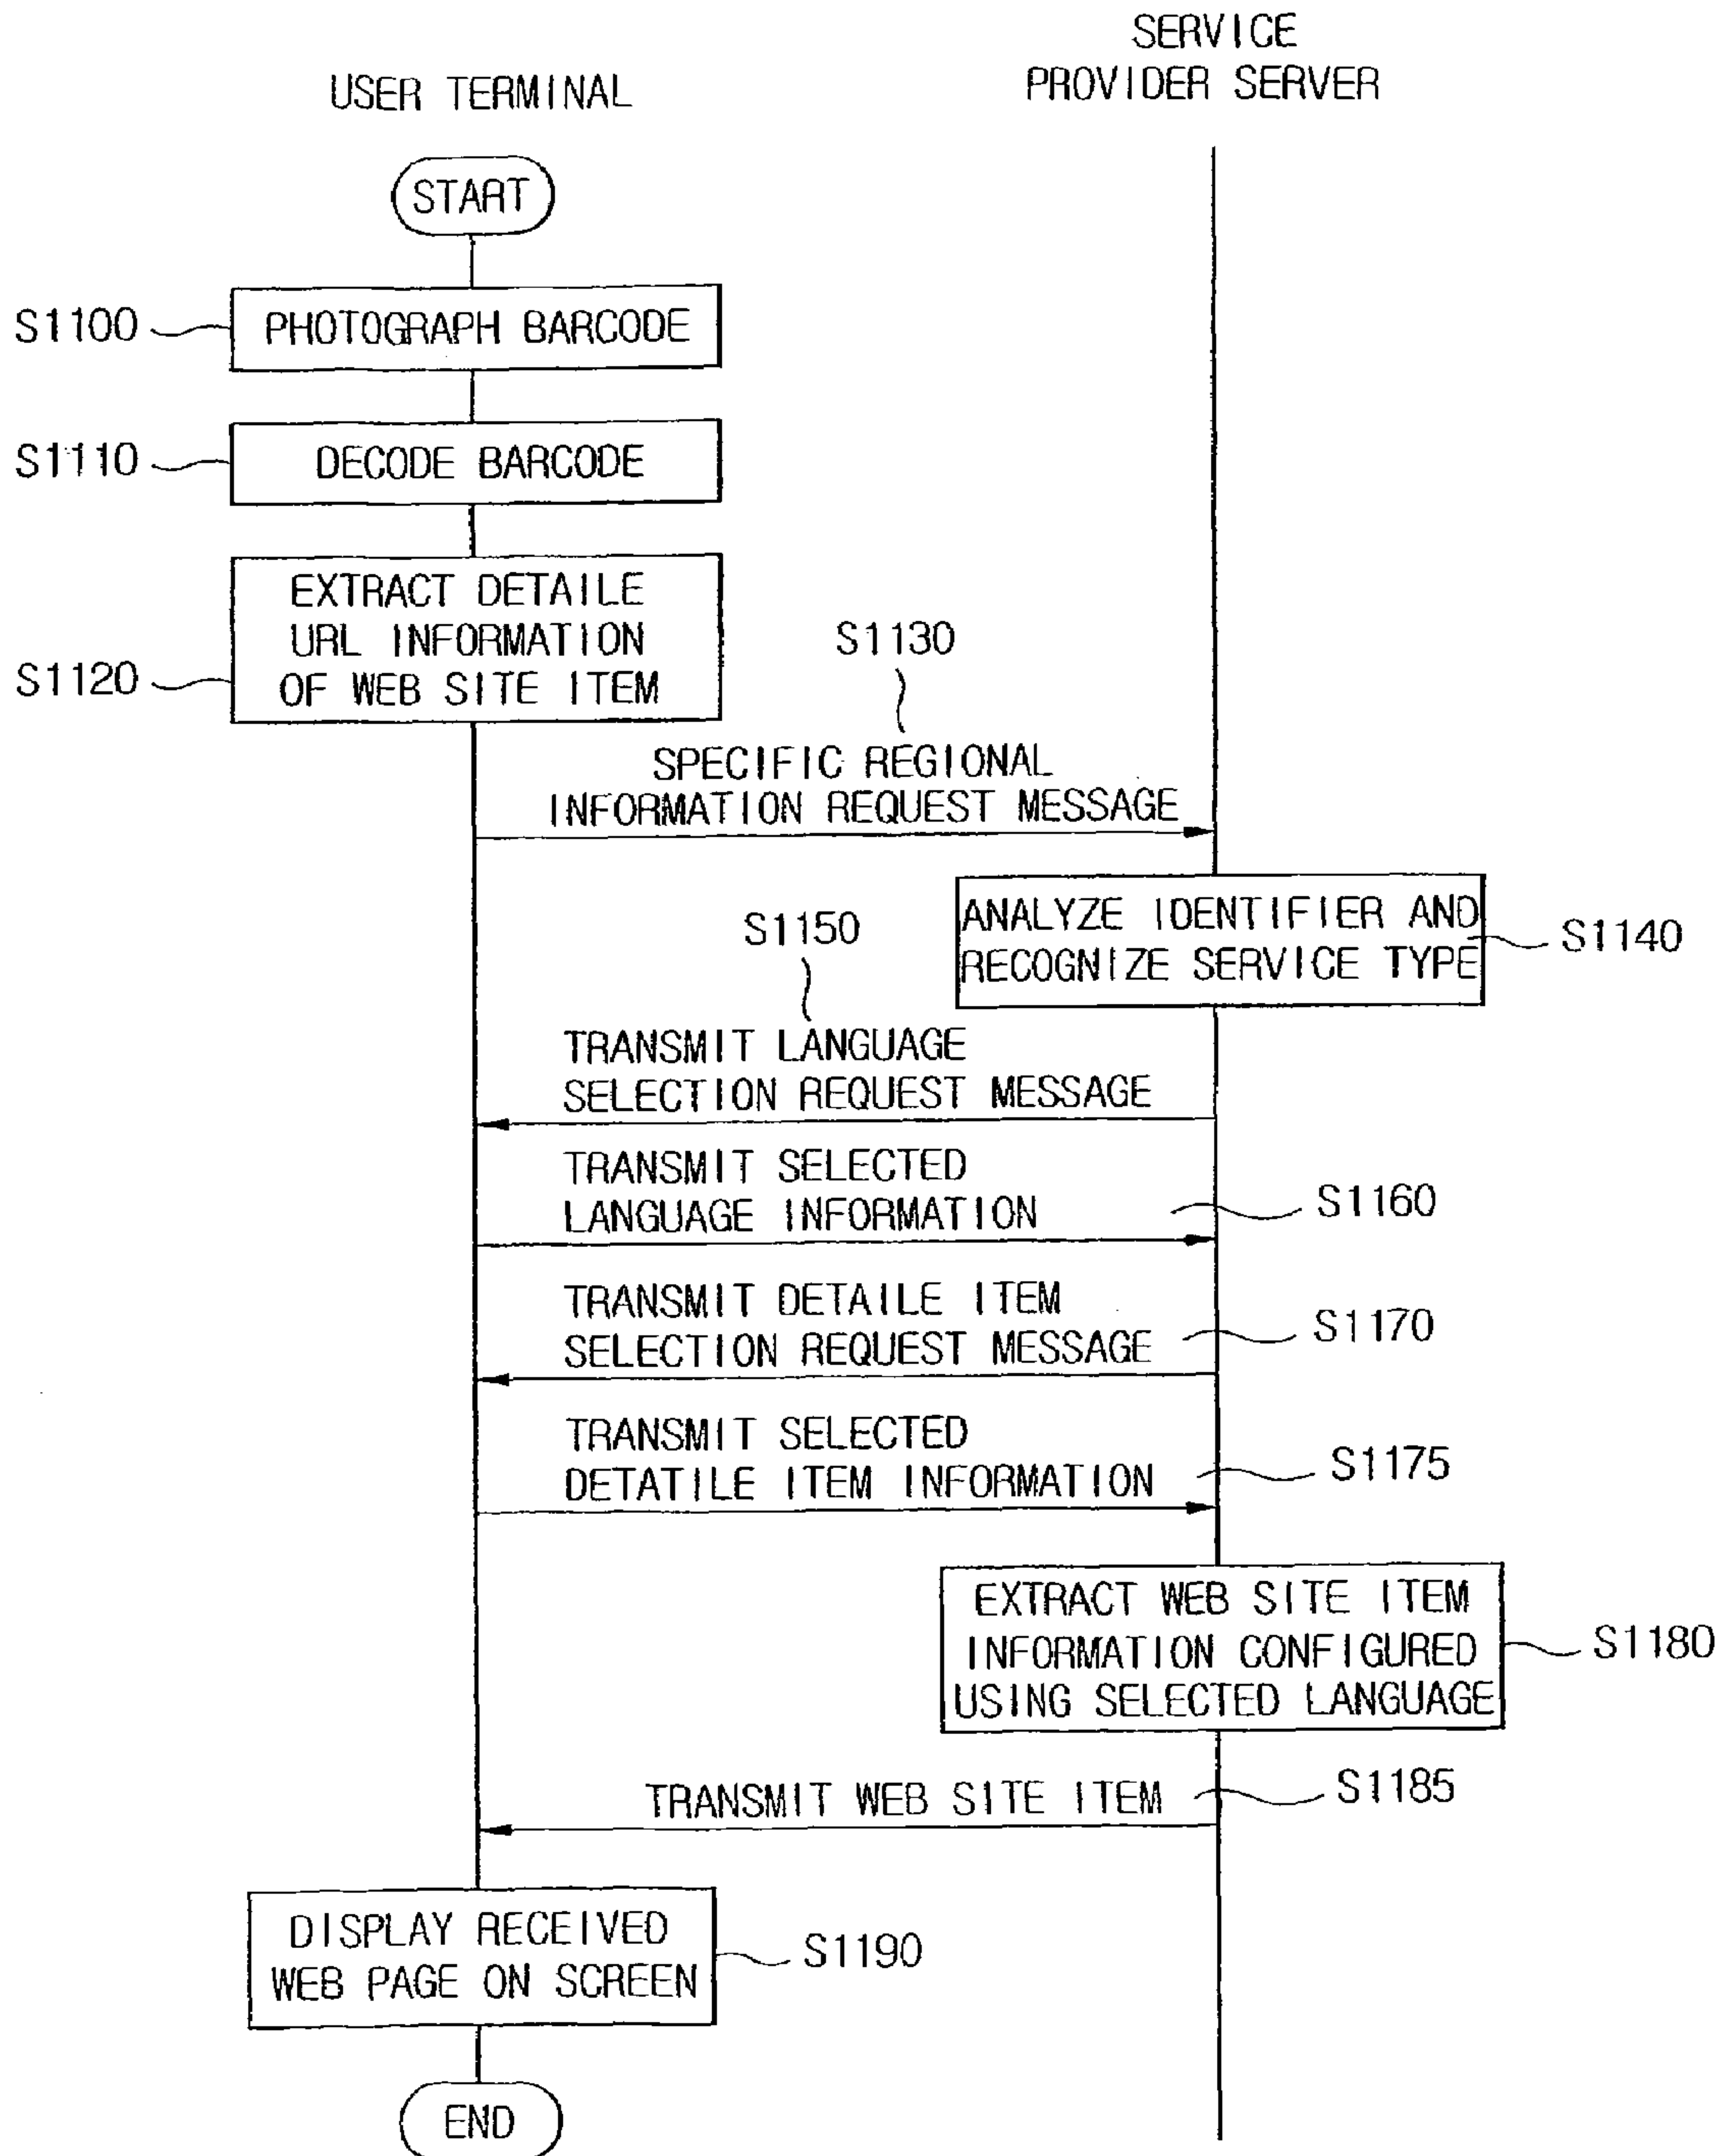 SERVICE
PROVIDER SERVER
USER TERMINAL
START
S1100
PHOTOGRAPH BARCODE
S1110
DECODE BARCODE
EXTRACT DETAILE
URL INFORMATION
OF WEB SITE ITEM
S1120
S1130
SPECIFIC REGIONAL
INFORMATION REQUEST MESSAGE
ANALYZE IDENTIFIER AND
RECOGNIZE SERVICE TYPE
S1140
S1150
TRANSMIT LANGUAGE
SELECTION REQUEST MESSAGE
TRANSMIT SELECTED
LANGUAGE INFORMATION
S1160
TRANSMIT DETAILE ITEM
SELECTION REQUEST MESSAGE
S1170
TRANSMIT SELECTED
DETATILE ITEM INFORMATION
S1175
EXTRACT WEB SITE ITEM
INFORMATION CONFIGURED
USING SELECTED LANGUAGE
S1180
TRANSMIT WEB SITE ITEM
S1185
DISPLAY RECEIVED
WEB PAGE ON SCREEN
S1190
END